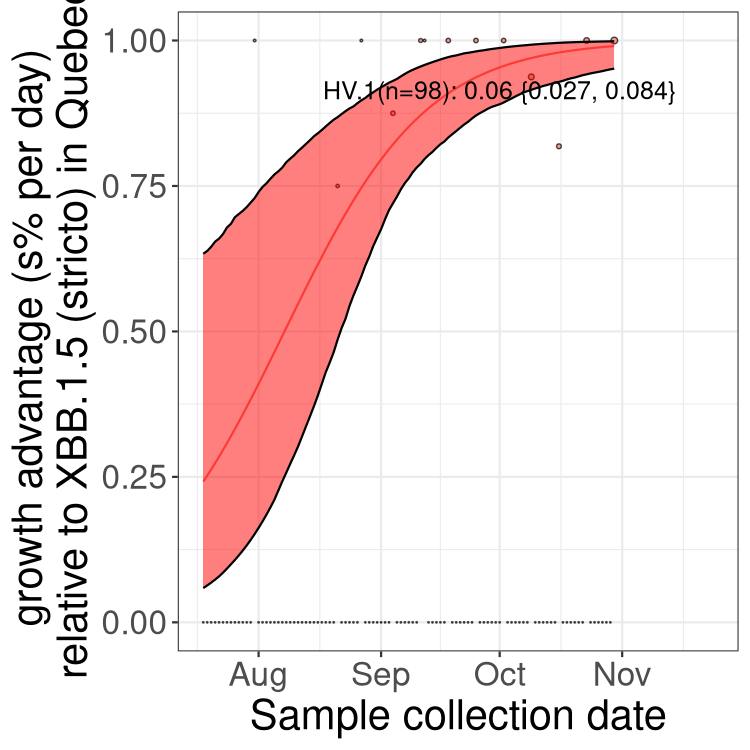 growth advantage (s% per day)
relative to XBB.1.5 (stricto) in Quebec
1.00
0.75
0.50
0.25
0.00
HV.1(n=98): 0.06 {0.027, 0.084}
Aug Sep Oct Nov
Sample collection date